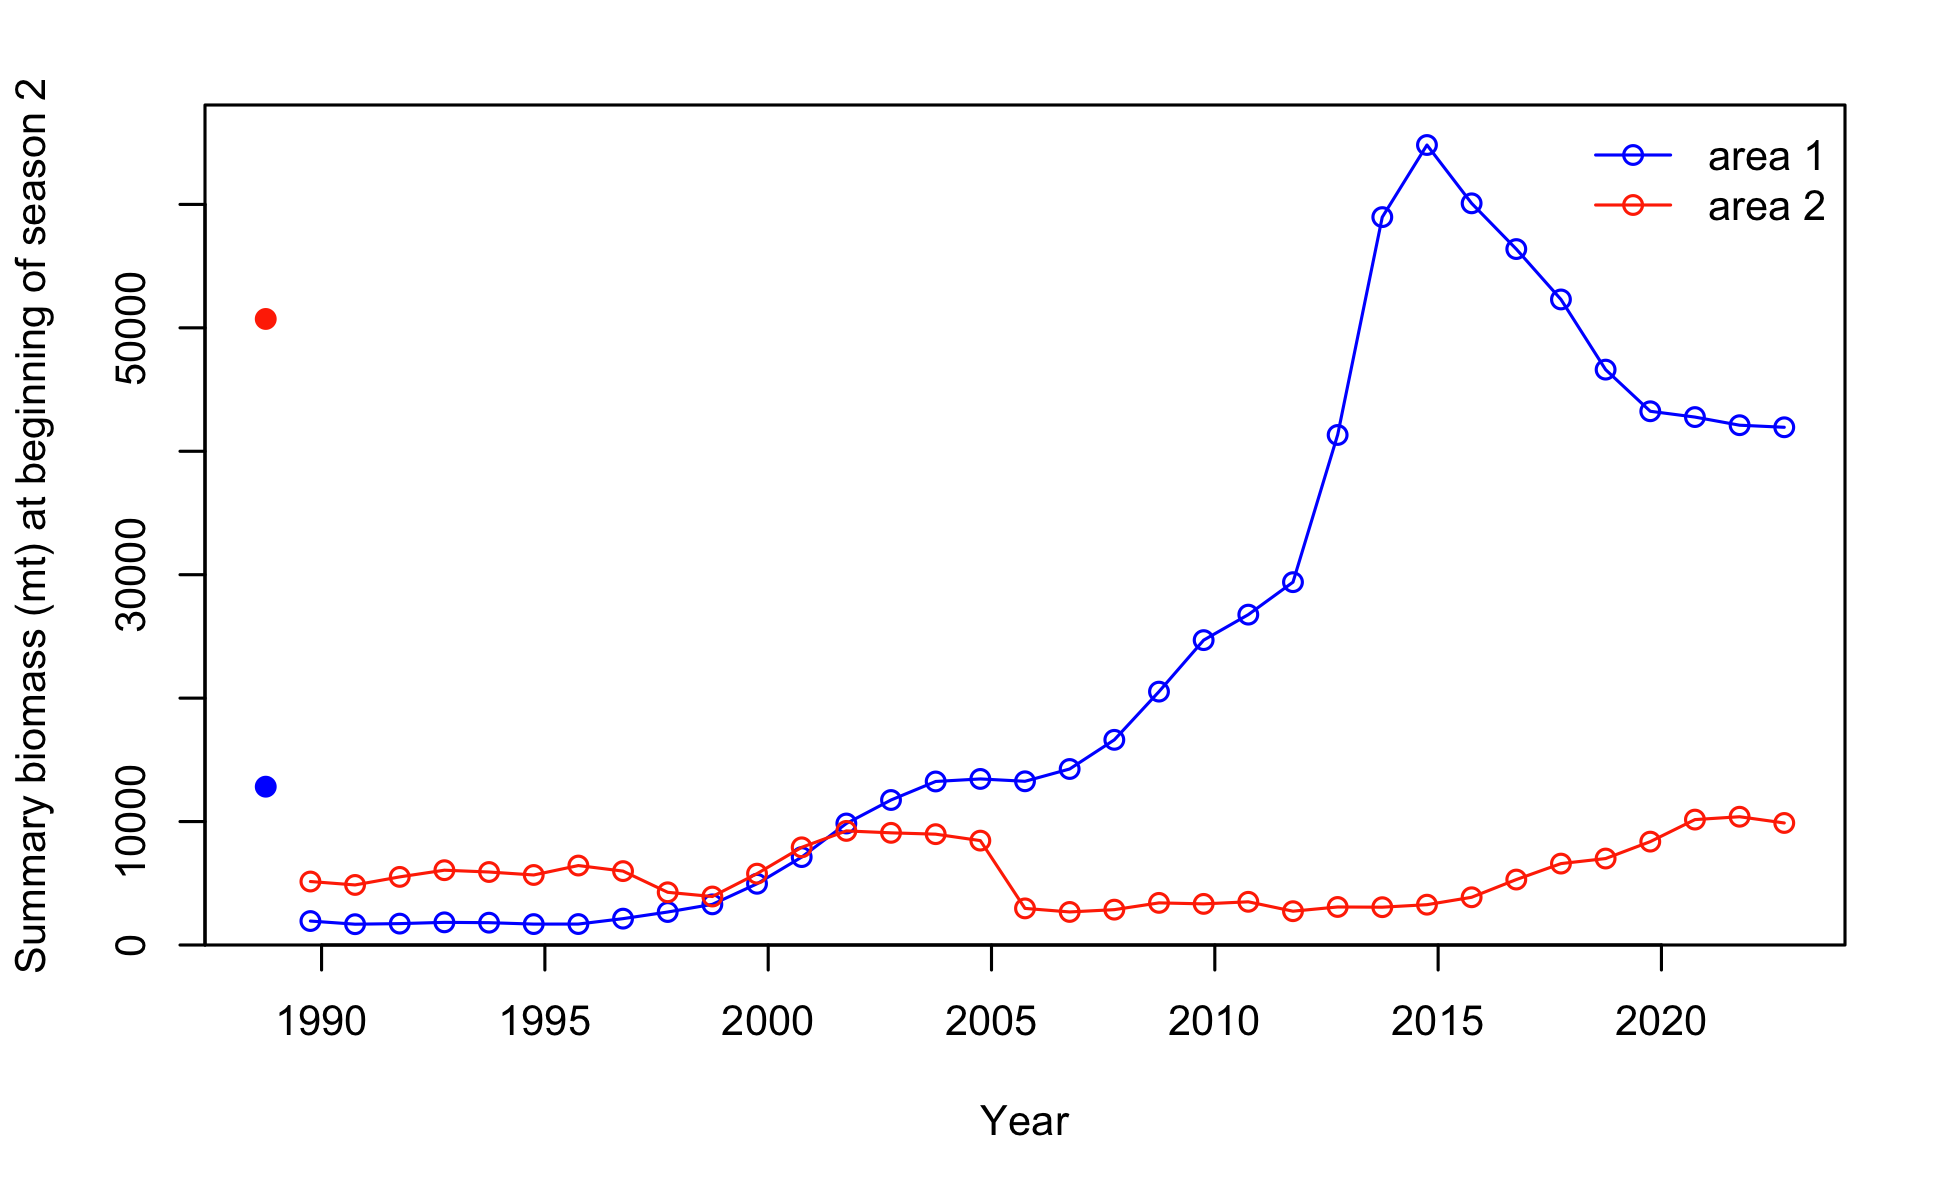 Summary biomass (mt) at beginning of season 2
area 1
area 2
50000
30000
10000
0
1990 1995 2000 2005 2010 2015 2020
Year